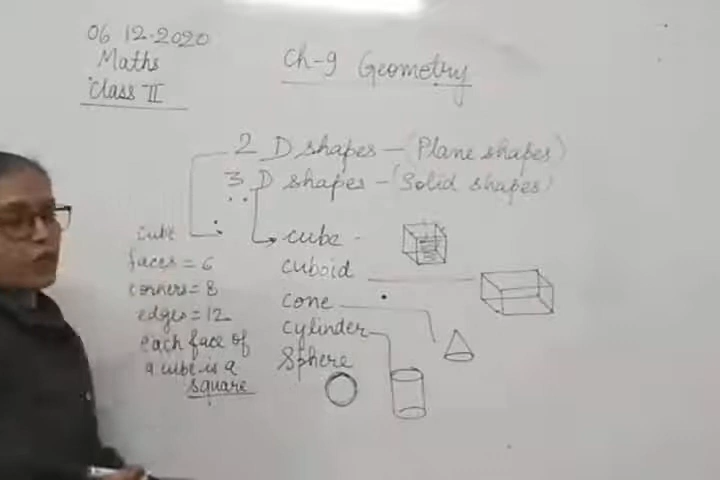 06 12-2020
Maths
Class II
Ch-9 Geometry
2 D shapes - (Plane shapes)
3 D shapes - (Solid shapes)
cube -
cuboid
cone
cylinder
Sphere
cube
faces = 6
corners = 8
edges = 12
each face of
a cube is a
square